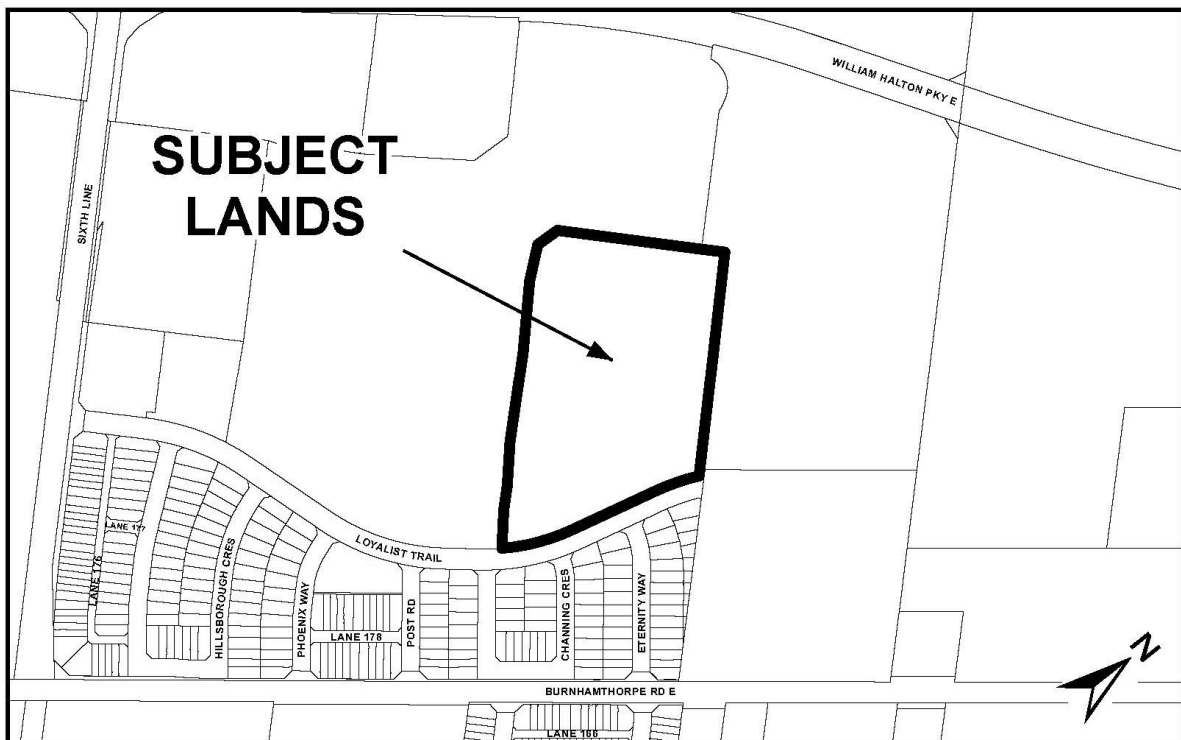 WILLIAM HALTON PKY E
SUBJECT
LANDS
SIXTH LINE
LOYALIST TRAIL
LANE 177
LANE 176
HILLSBOROUGH CRES
PHOENIX WAY
LANE 178
POST RD
CHANNING CRES
ETERNITY WAY
N
BURNHAMTHORPE RD E
LANE 166